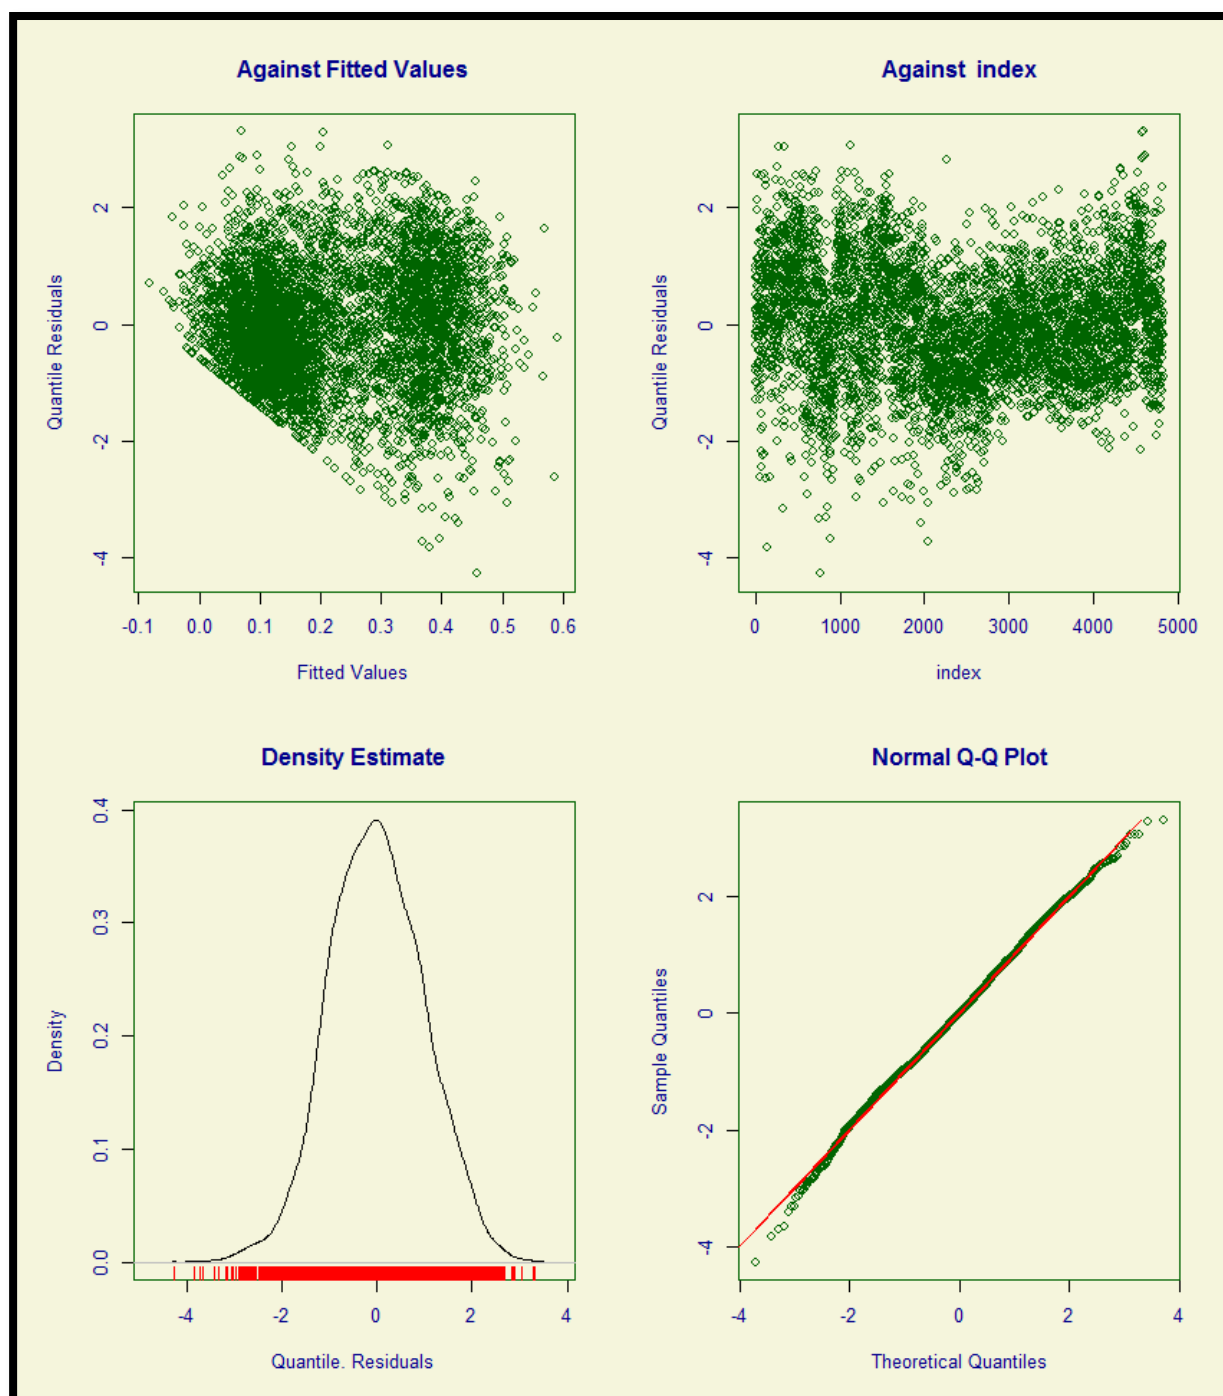 Against Fitted Values
Quantile Residuals
2
0
-2
-4
-0.1 0.0 0.1 0.2 0.3 0.4 0.5 0.6
Fitted Values
Against index
Quantile Residuals
2
0
-2
-4
0 1000 2000 3000 4000 5000
index
Density Estimate
Density
0.4
0.3
0.2
0.1
0.0
-4 -2 0 2 4
Quantile. Residuals
Normal Q-Q Plot
Sample Quantiles
2
0
-2
-4
-4 -2 0 2 4
Theoretical Quantiles